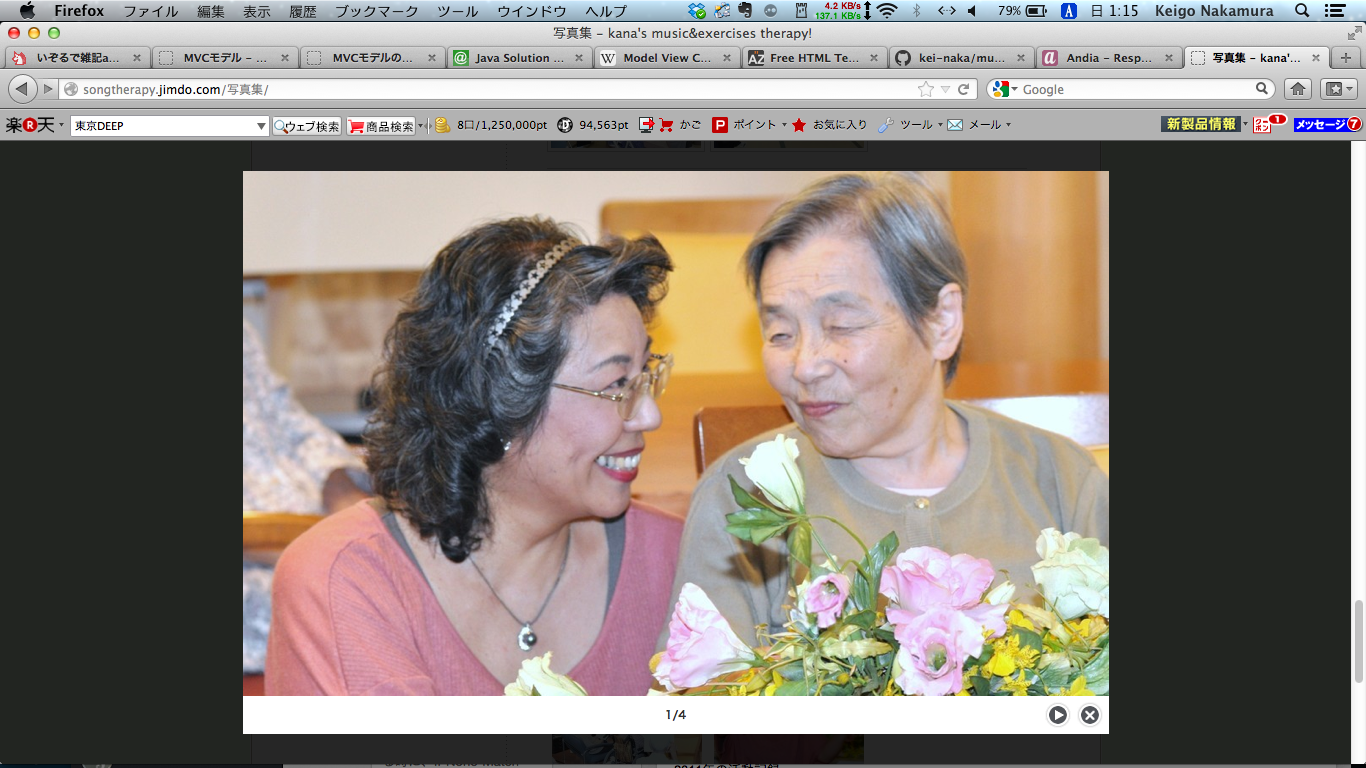 Firefox ファイル 編集 表示 履歴 ブックマーク ツール ウインドウ ヘルプ 4.2 KB/s 137.1 KB/s 79% A 日 1:15 Keigo Nakamura
写真集 – kana's music&exercises therapy!
いぞるで雑記a... MVCモデル – ... MVCモデルの... Java Solution ... Model View C... Free HTML Te... kei-naka/mu... Andia – Resp... 写真集 – kana'...
songtherapy.jimdo.com/写真集/ Google
楽R天 東京DEEP ウェブ検索 商品検索 8口/1,250,000pt 94,563pt かご ポイント お気に入り ツール メール 新製品情報 クーポン 1 メッセージ 7
1/4